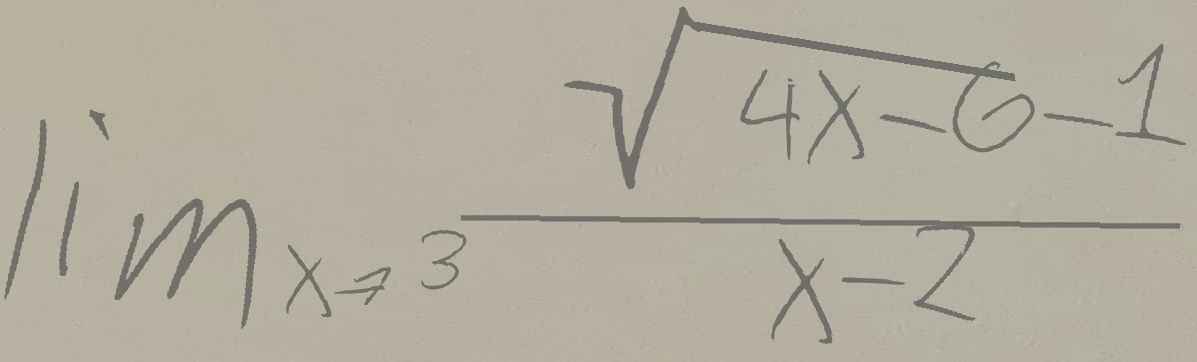 lim x→3 √(4x-6) - 1 / x-2